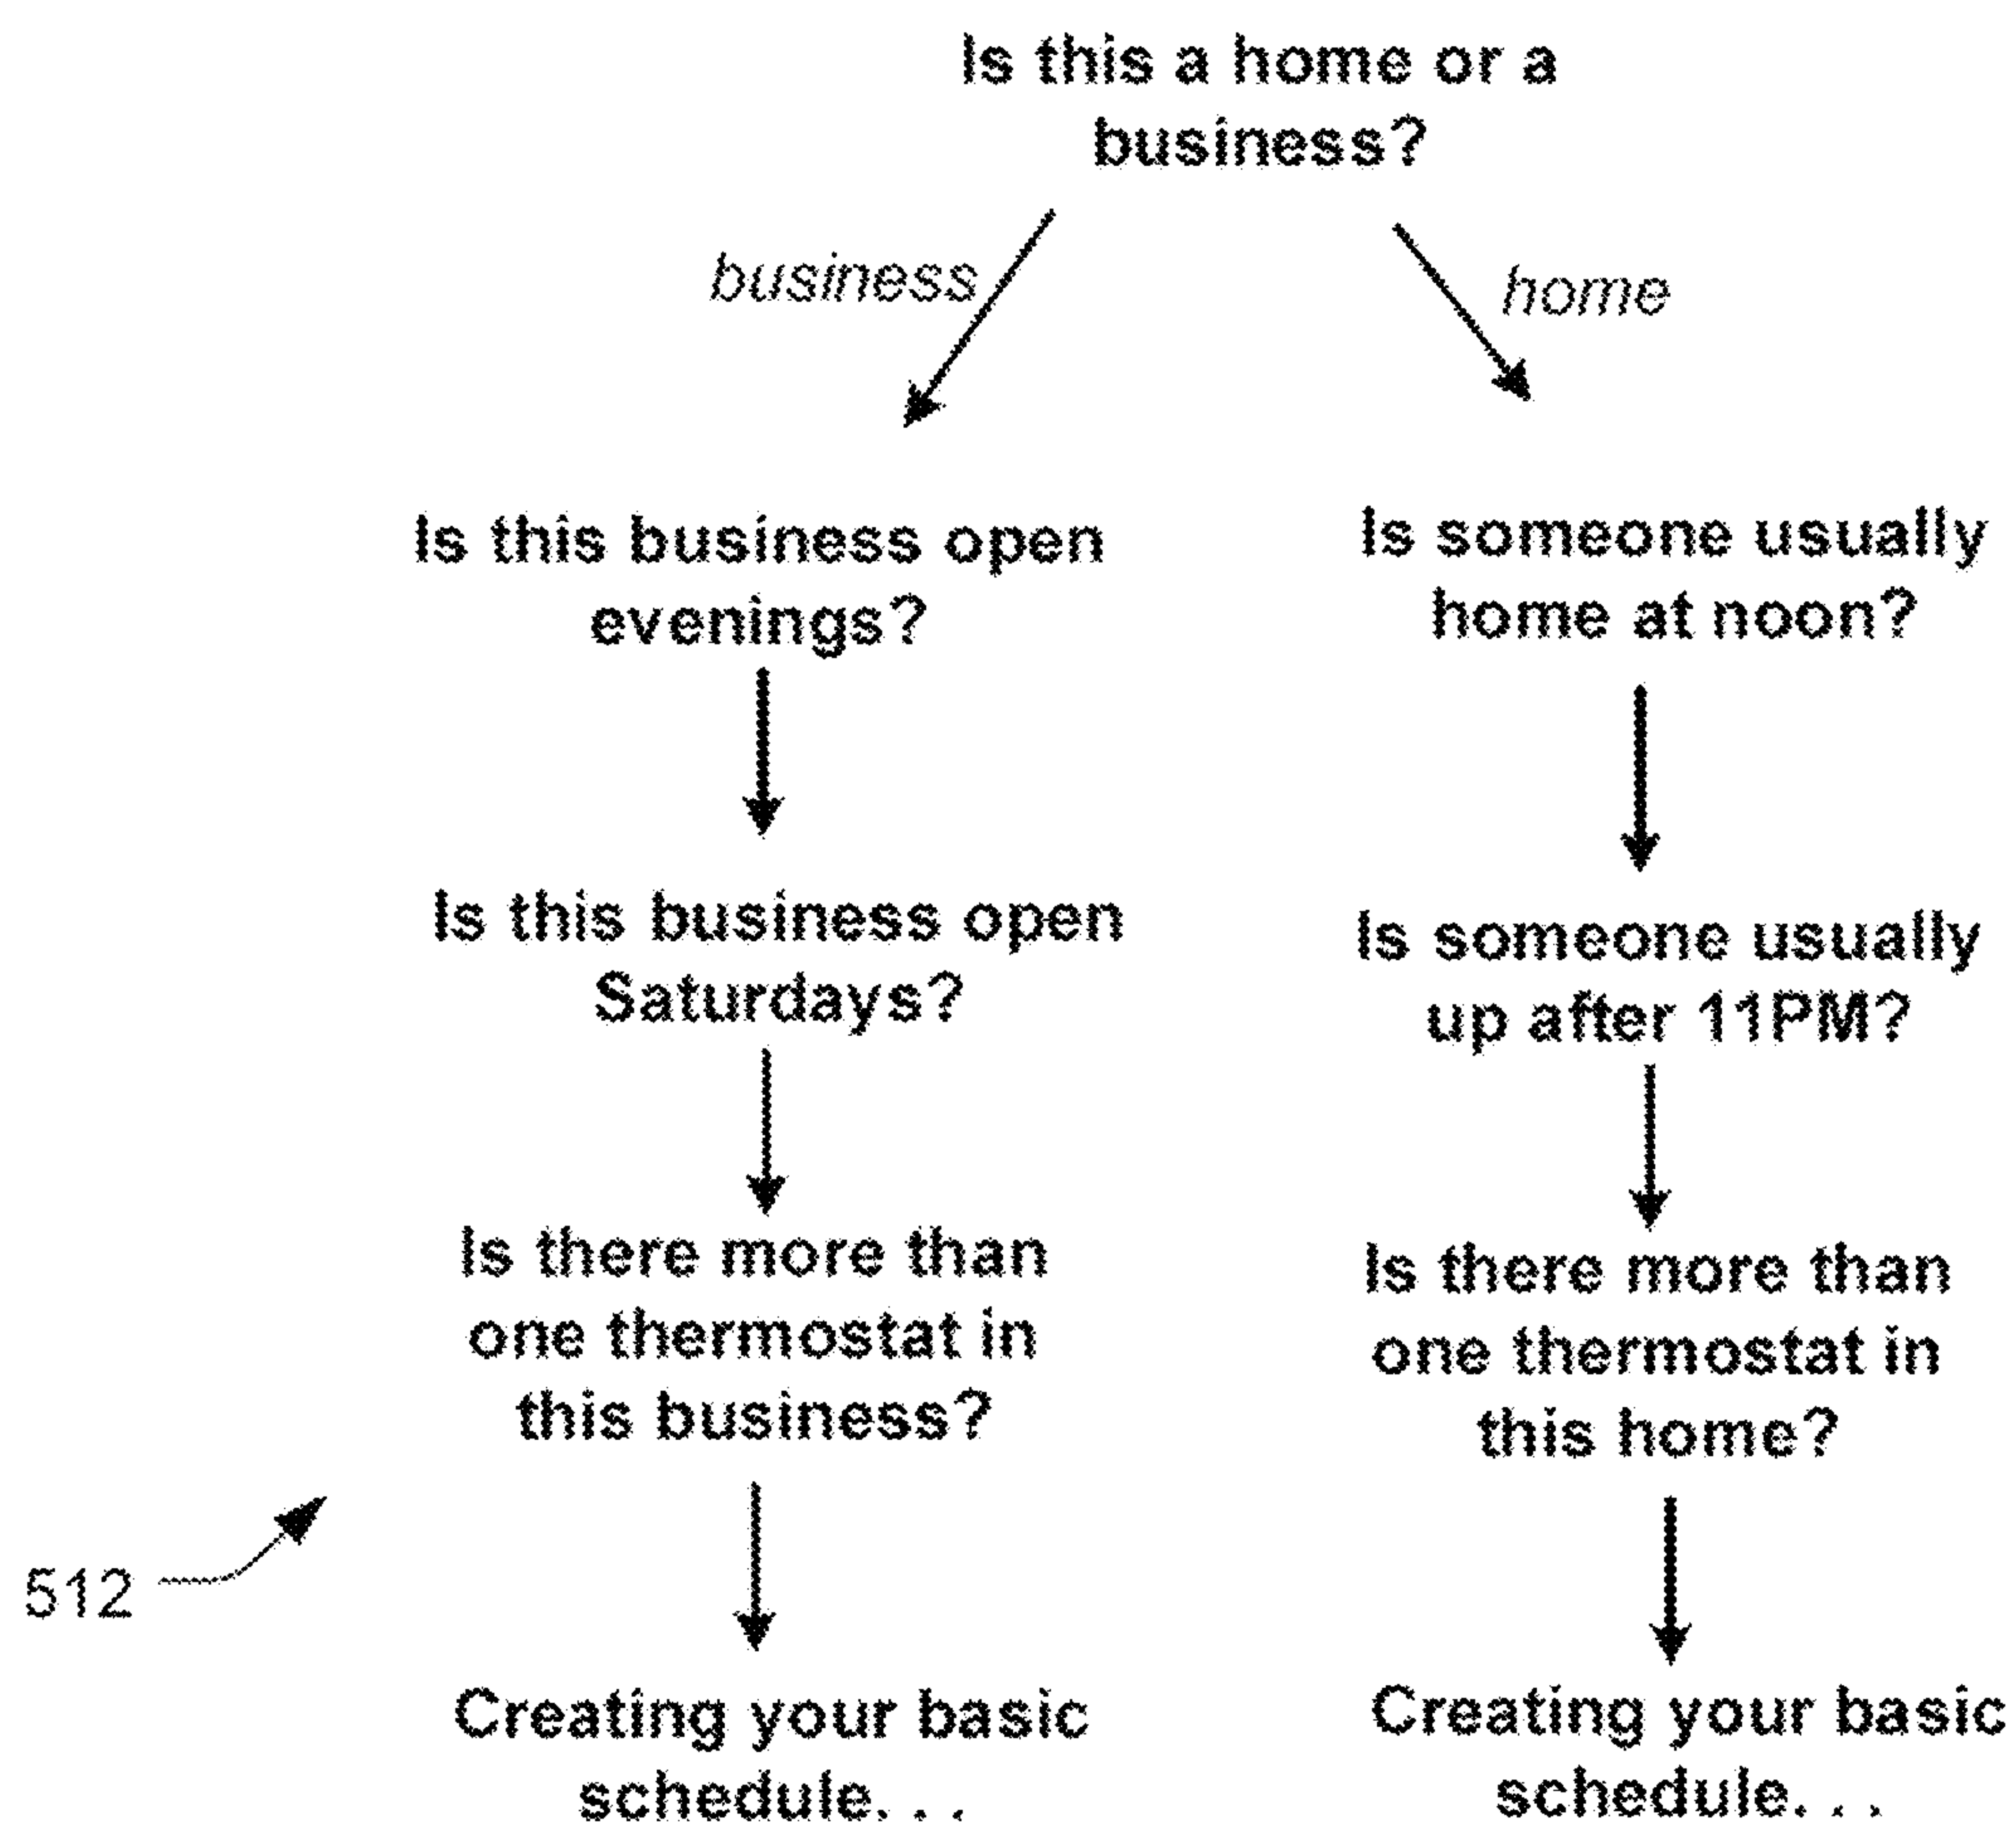 Is this a home or a
business?
business
home
Is this business open
evenings?
Is someone usually
home at noon?
Is this business open
Saturdays?
Is someone usually
up after 11PM?
Is there more than
one thermostat in
this business?
Is there more than
one thermostat in
this home?
512
Creating your basic
schedule. . .
Creating your basic
schedule. . .